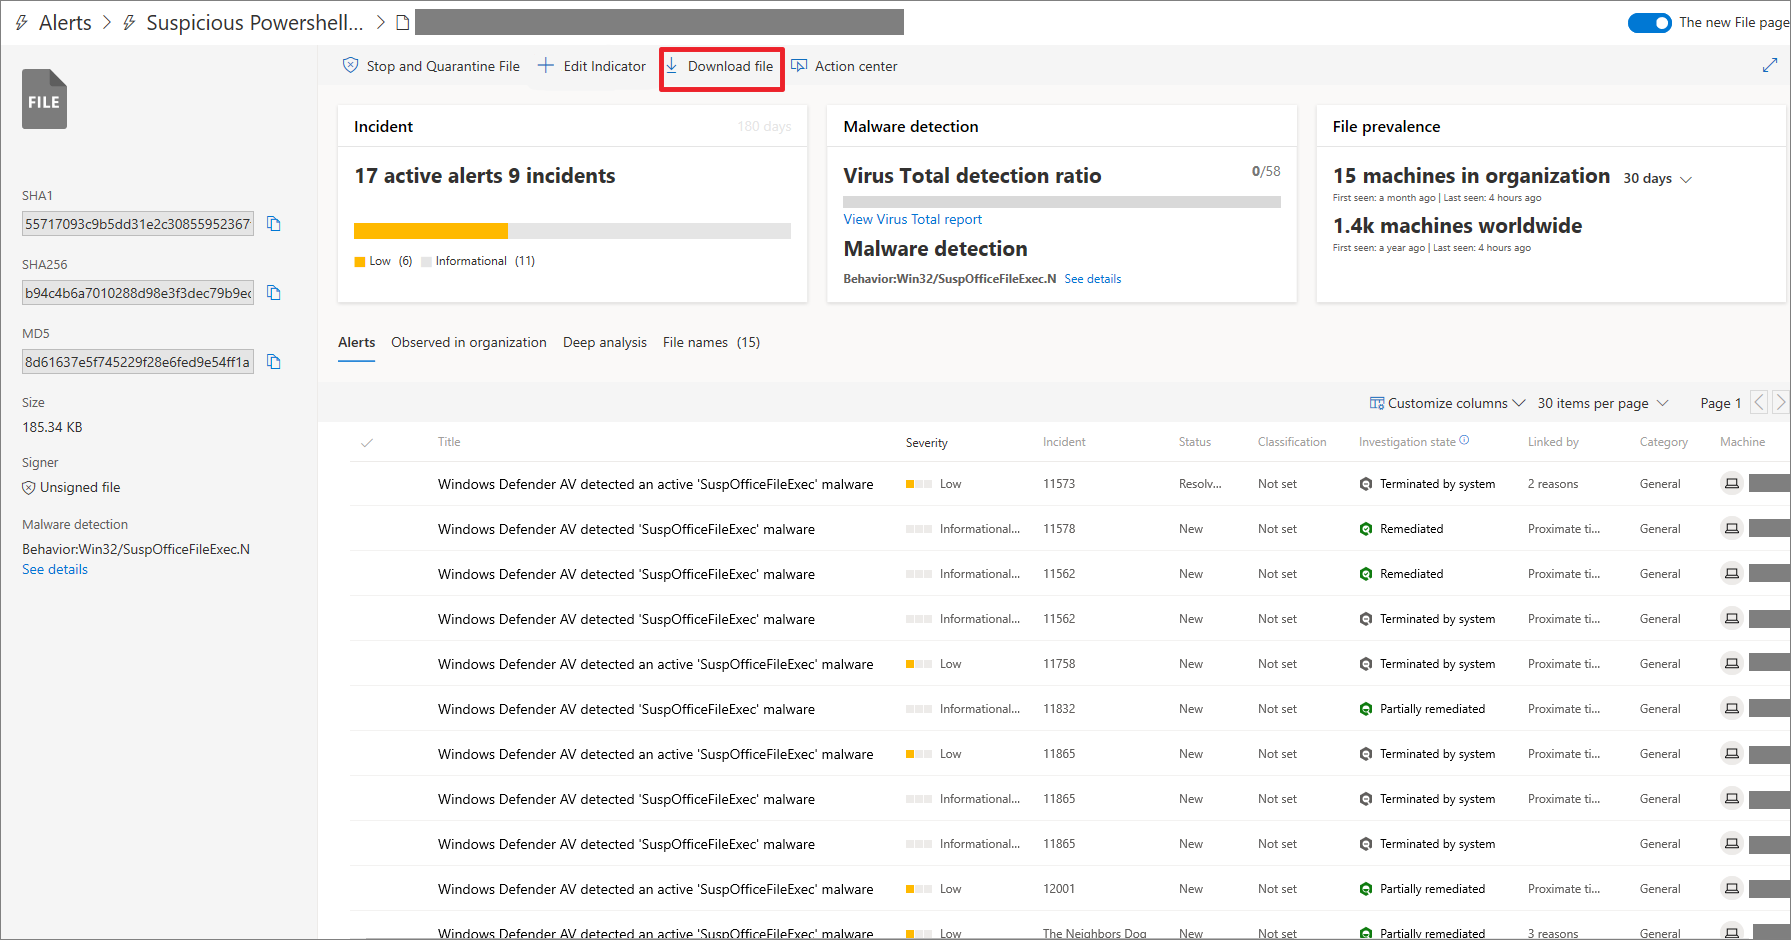 Alerts > Suspicious Powershell... >
The new File page
FILE
SHA1
55717093c9b5dd31e2c30855952367
SHA256
b94c4b6a7010288d98e3f3dec79b9ec
MD5
8d61637e5f745229f28e6fed9e54ff1a
Size
185.34 KB
Signer
Unsigned file
Malware detection
Behavior:Win32/SuspOfficeFileExec.N
See details
Stop and Quarantine File Edit Indicator Download file Action center
Incident 180 days
17 active alerts 9 incidents
Low (6) Informational (11)
Malware detection
Virus Total detection ratio 0/58
View Virus Total report
Malware detection
Behavior:Win32/SuspOfficeFileExec.N See details
File prevalence
15 machines in organization 30 days
First seen: a month ago | Last seen: 4 hours ago
1.4k machines worldwide
First seen: a year ago | Last seen: 4 hours ago
Alerts Observed in organization Deep analysis File names (15)
Customize columns 30 items per page Page 1
Title Severity Incident Status Classification Investigation state Linked by Category Machine
Windows Defender AV detected an active 'SuspOfficeFileExec' malware Low 11573 Resolv... Not set Terminated by system 2 reasons General
Windows Defender AV detected 'SuspOfficeFileExec' malware Informational... 11578 New Not set Remediated Proximate ti... General
Windows Defender AV detected 'SuspOfficeFileExec' malware Informational... 11562 New Not set Remediated Proximate ti... General
Windows Defender AV detected 'SuspOfficeFileExec' malware Informational... 11562 New Not set Terminated by system Proximate ti... General
Windows Defender AV detected an active 'SuspOfficeFileExec' malware Low 11758 New Not set Terminated by system Proximate ti... General
Windows Defender AV detected 'SuspOfficeFileExec' malware Informational... 11832 New Not set Partially remediated Proximate ti... General
Windows Defender AV detected an active 'SuspOfficeFileExec' malware Low 11865 New Not set Terminated by system Proximate ti... General
Windows Defender AV detected 'SuspOfficeFileExec' malware Informational... 11865 New Not set Terminated by system Proximate ti... General
Windows Defender AV detected 'SuspOfficeFileExec' malware Informational... 11865 New Not set Terminated by system General
Windows Defender AV detected an active 'SuspOfficeFileExec' malware Low 12001 New Not set Partially remediated Proximate ti... General
Windows Defender AV detected an active 'SuspOfficeFileExec' malware Low The Neighbors Dog New Not set Partially remediated 3 reasons General